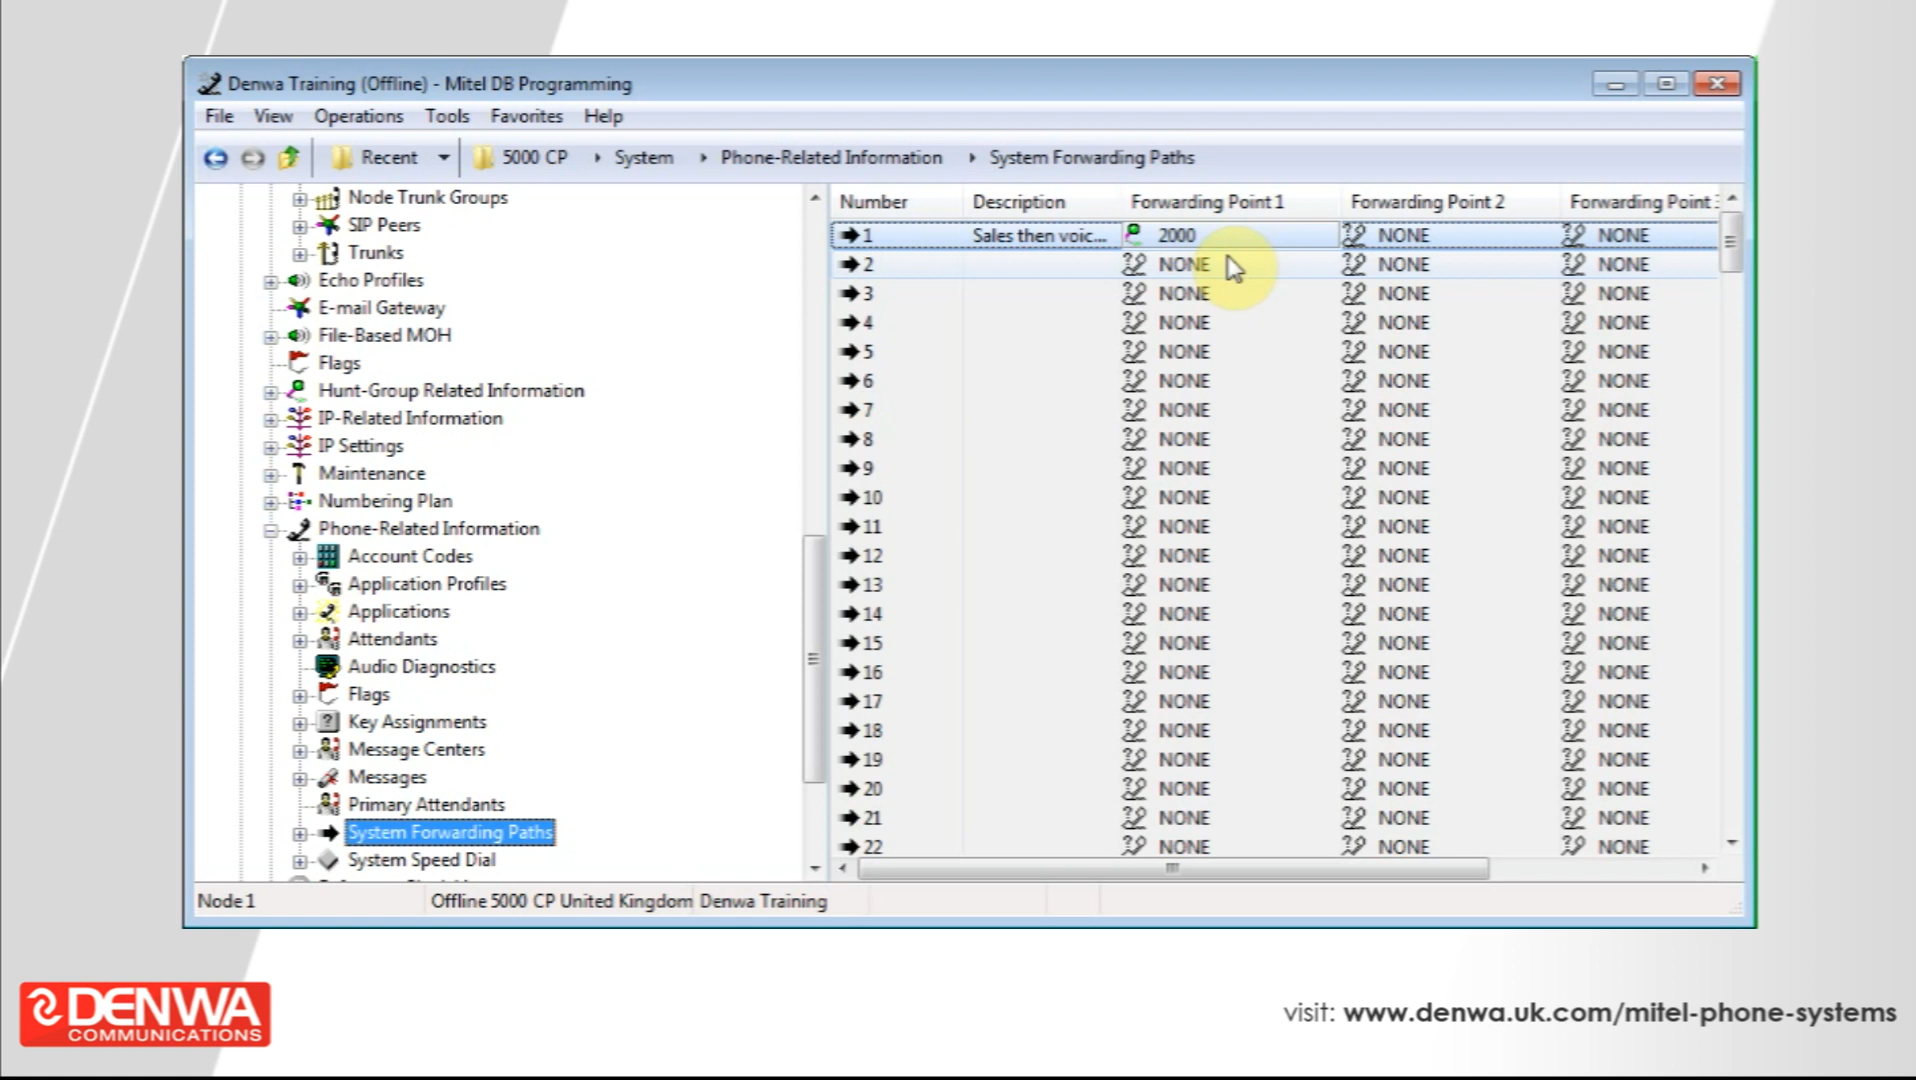 Denwa Training (Offline) - Mitel DB Programming
File View Operations Tools Favorites Help
Recent 5000 CP System Phone-Related Information System Forwarding Paths
Node Trunk Groups
SIP Peers
Trunks
Echo Profiles
E-mail Gateway
File-Based MOH
Flags
Hunt-Group Related Information
IP-Related Information
IP Settings
Maintenance
Numbering Plan
Phone-Related Information
Account Codes
Application Profiles
Applications
Attendants
Audio Diagnostics
Flags
Key Assignments
Message Centers
Messages
Primary Attendants
System Forwarding Paths
System Speed Dial
Number Description Forwarding Point 1 Forwarding Point 2 Forwarding Point
1 Sales then voic... 2000 NONE NONE
2 NONE NONE NONE
3 NONE NONE NONE
4 NONE NONE NONE
5 NONE NONE NONE
6 NONE NONE NONE
7 NONE NONE NONE
8 NONE NONE NONE
9 NONE NONE NONE
10 NONE NONE NONE
11 NONE NONE NONE
12 NONE NONE NONE
13 NONE NONE NONE
14 NONE NONE NONE
15 NONE NONE NONE
16 NONE NONE NONE
17 NONE NONE NONE
18 NONE NONE NONE
19 NONE NONE NONE
20 NONE NONE NONE
21 NONE NONE NONE
22 NONE NONE NONE
Node 1 Offline 5000 CP United Kingdom Denwa Training
DENWA
COMMUNICATIONS
visit: www.denwa.uk.com/mitel-phone-systems